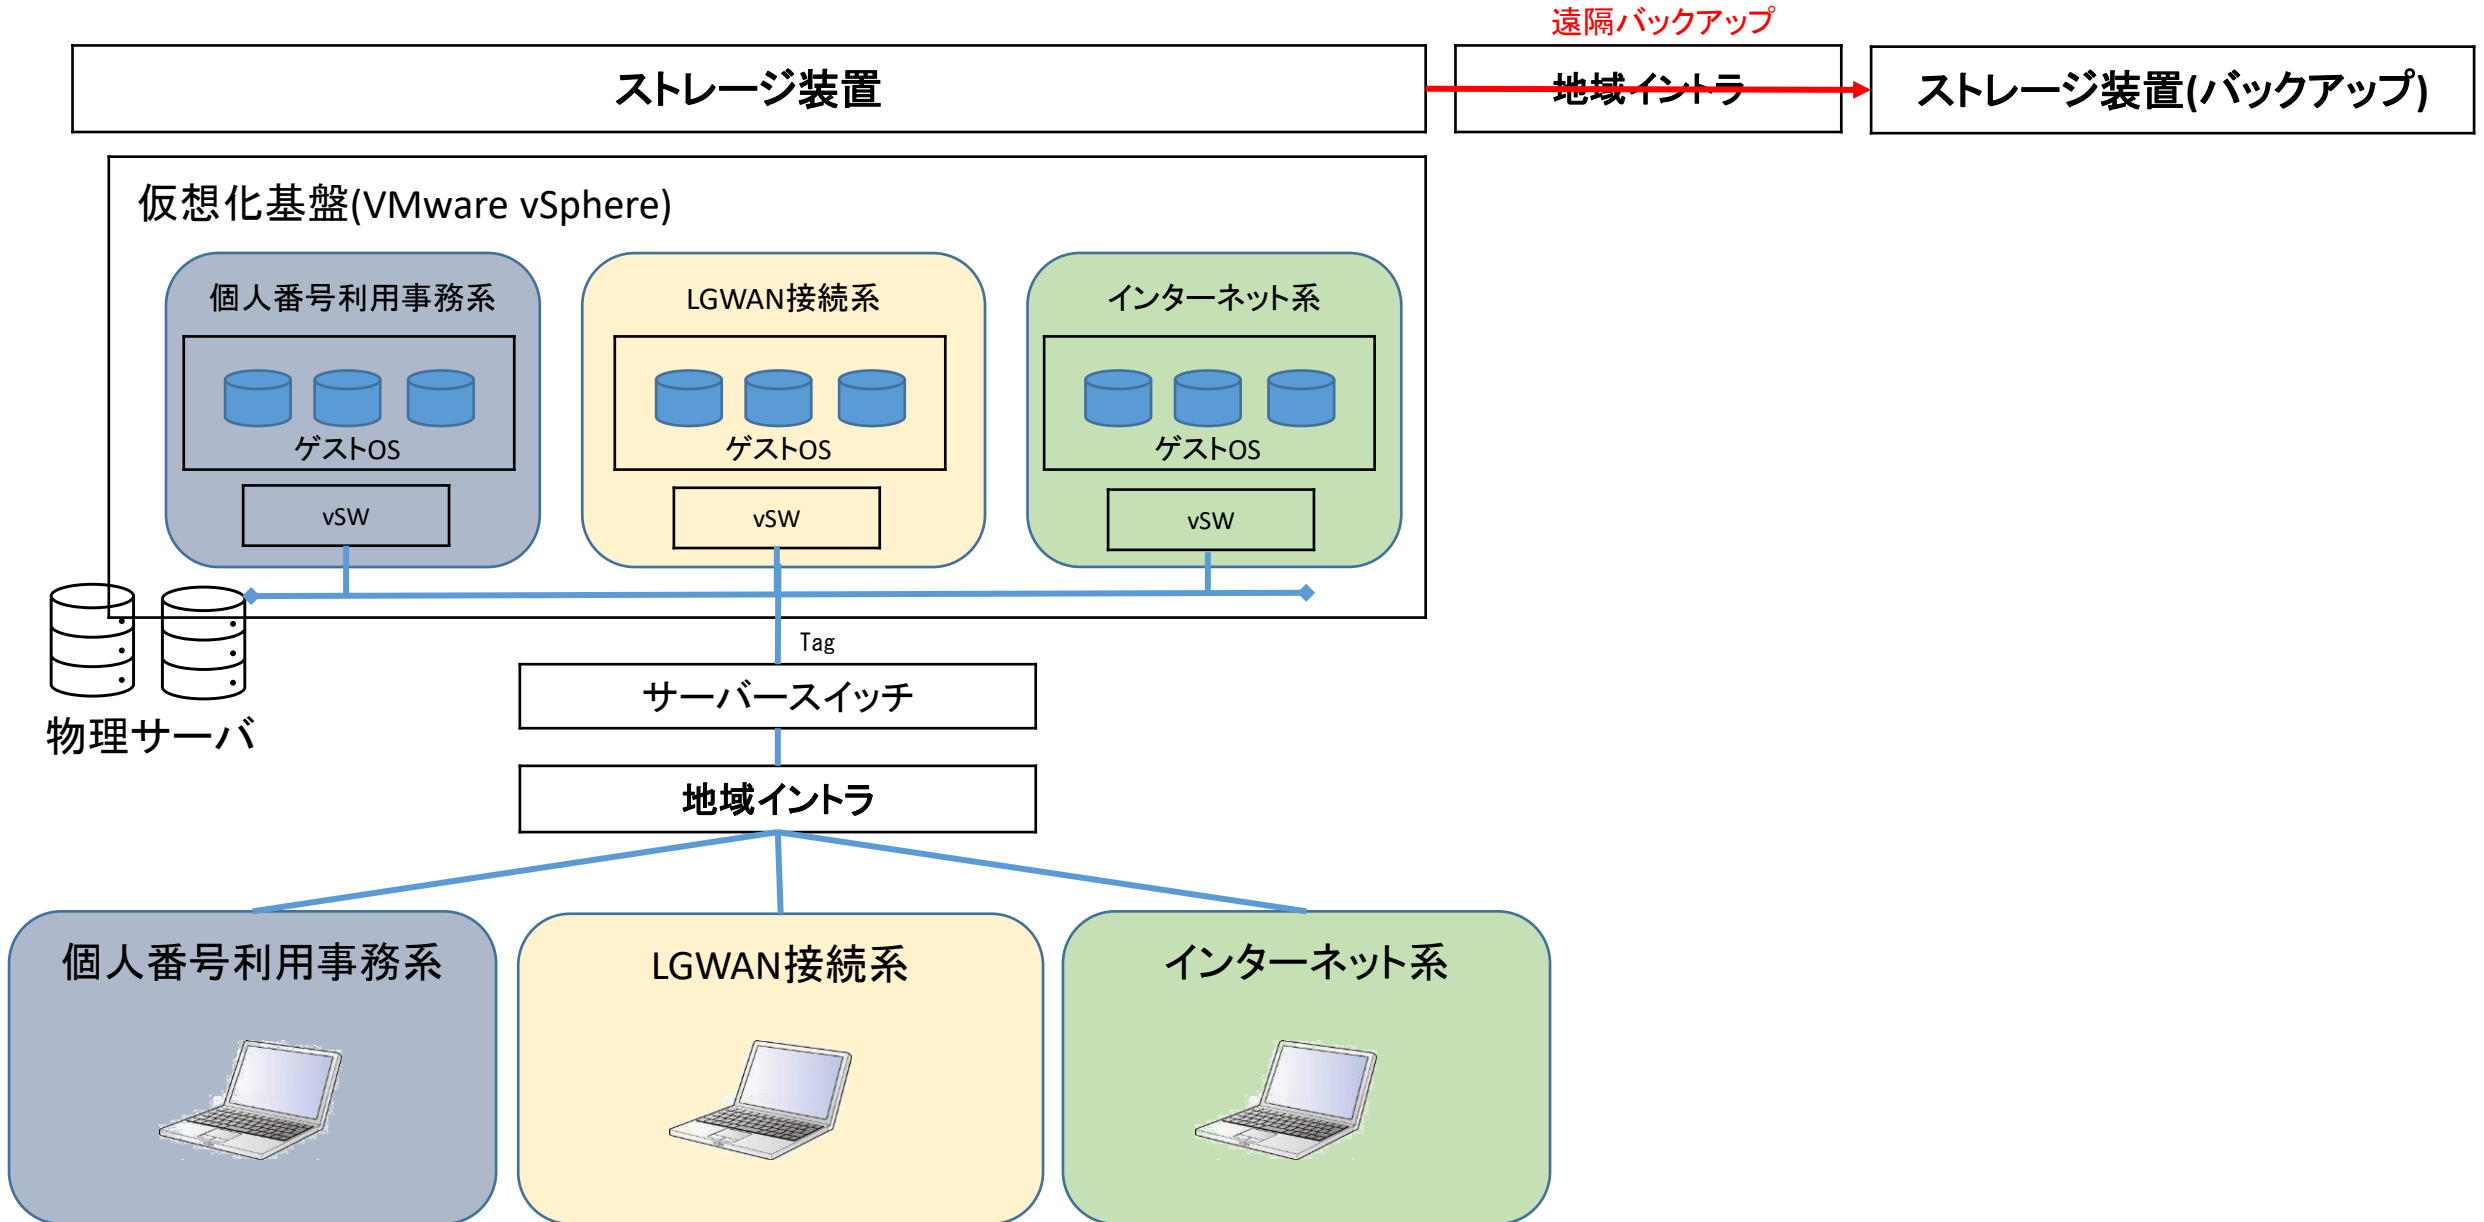 遠隔バックアップ
ストレージ装置
地域イントラ
ストレージ装置(バックアップ)
仮想化基盤(VMware vSphere)
個人番号利用事務系
LGWAN接続系
インターネット系
ゲストOS
ゲストOS
ゲストOS
vSW
vSW
vSW
Tag
サーバースイッチ
物理サーバ
地域イントラ
個人番号利用事務系
LGWAN接続系
インターネット系